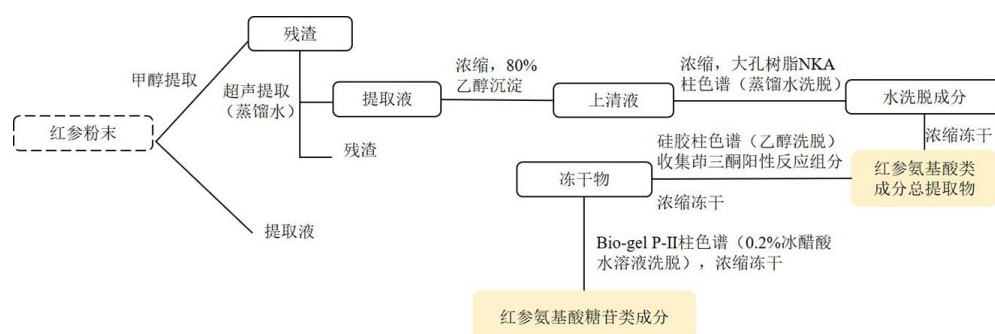 残渣
甲醇提取
超声提取
（蒸馏水）
提取液
浓缩，80%
乙醇沉淀
上清液
浓缩，大孔树脂NKA
柱色谱（蒸馏水洗脱）
水洗脱成分
红参粉末
残渣
浓缩冻干
硅胶柱色谱（乙醇洗脱）
收集茚三酮阳性反应组分
冻干物
浓缩冻干
红参氨基酸类
成分总提取物
提取液
Bio-gel P-II柱色谱（0.2%冰醋酸
水溶液洗脱），浓缩冻干
红参氨基酸糖苷类成分